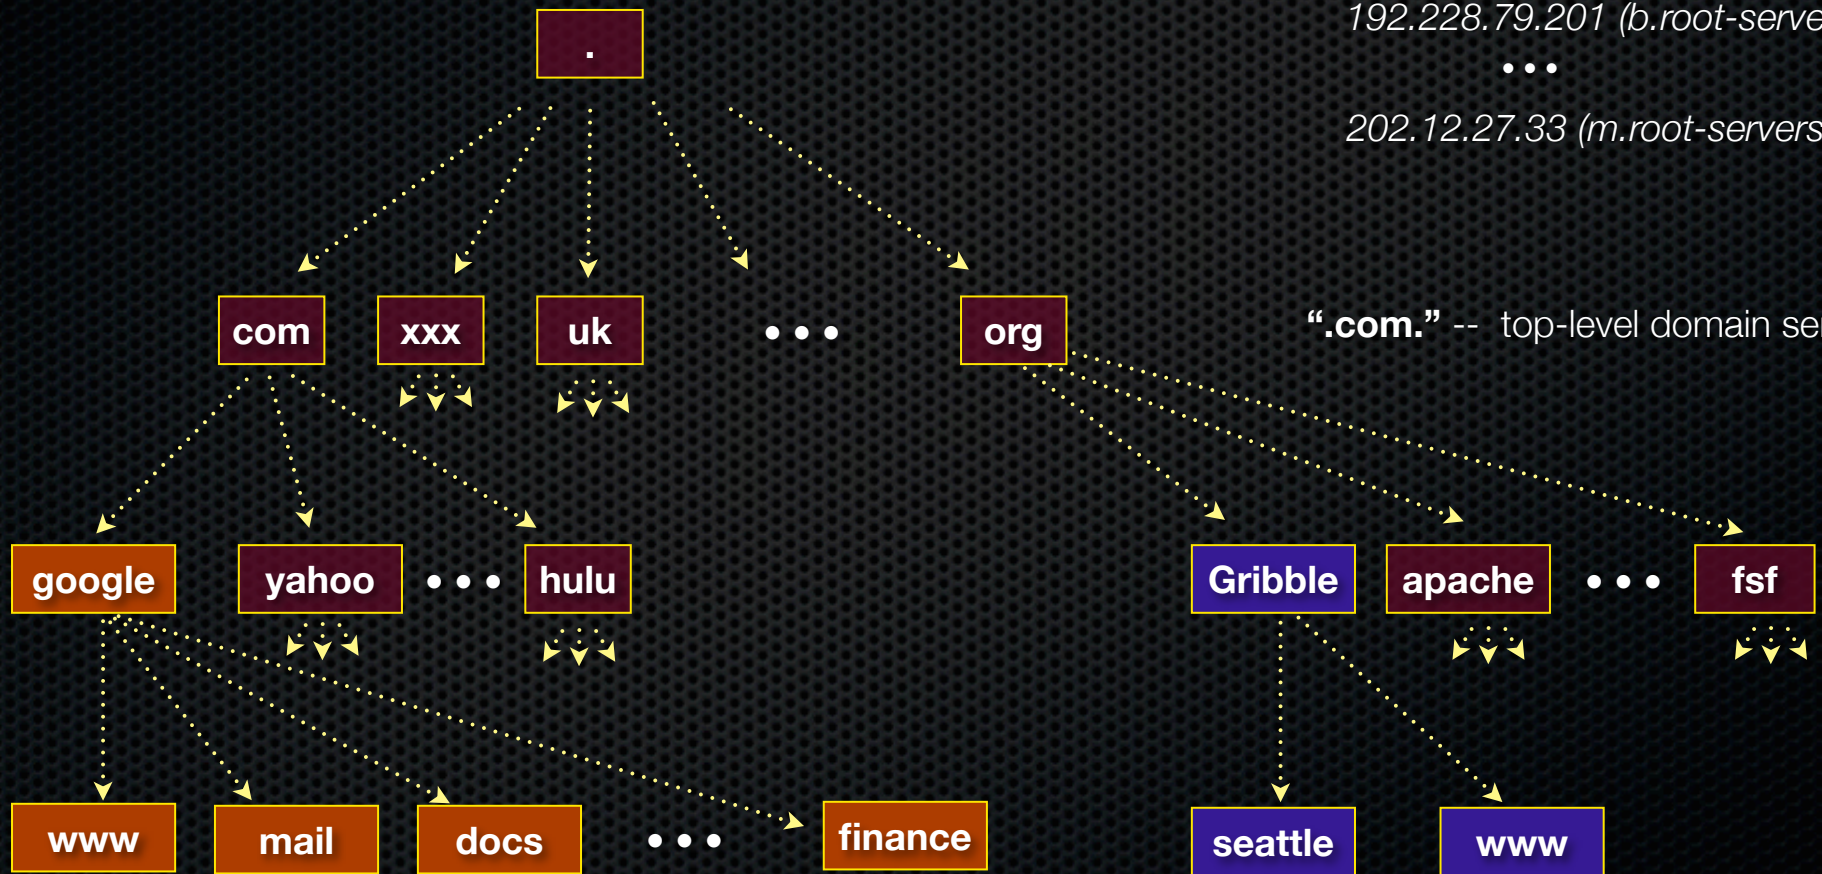 192.228.79.201 (b.root-serve
•••
.
202.12.27.33 (m.root-servers
com xxx uk ••• org
“.com.” -- top-level domain se
google yahoo ••• hulu Gribble apache ••• fsf
www mail docs ••• finance seattle www